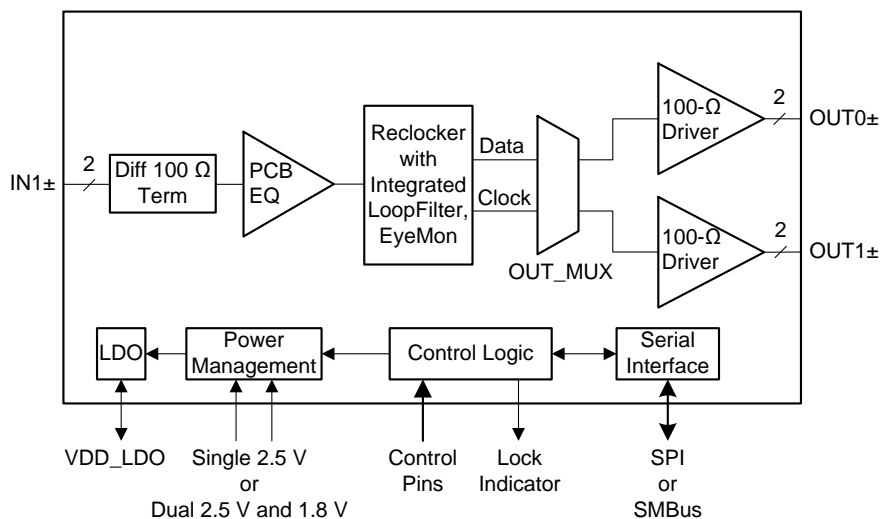 IN1±
2
Diff 100 Ω
Term
PCB
EQ
Reclocker
with
Integrated
LoopFilter,
EyeMon
Data
Clock
OUT_MUX
100-Ω
Driver
2
OUT0±
100-Ω
Driver
2
OUT1±
LDO
Power
Management
Control Logic
Serial
Interface
VDD_LDO
Single 2.5 V
or
Dual 2.5 V and 1.8 V
Control
Pins
Lock
Indicator
SPI
or
SMBus